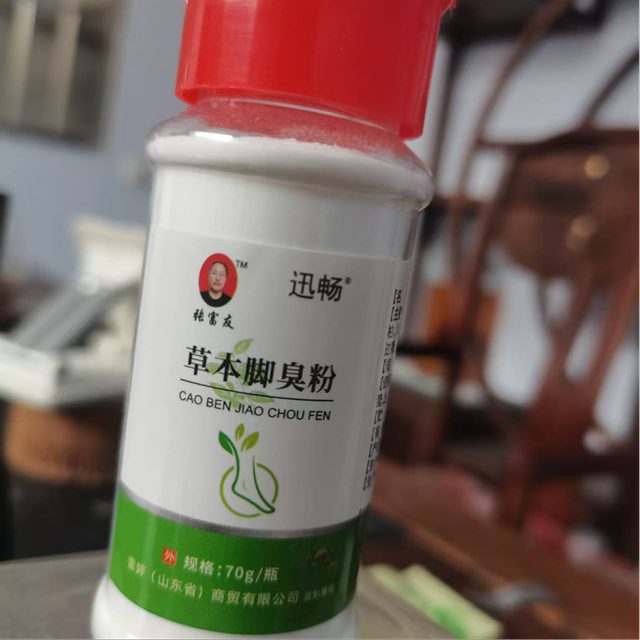 TM
迅畅®
张富友
草本脚臭粉
CAO BEN JIAO CHOU FEN
外 规格:70g/瓶
(山东省)商贸有限公司